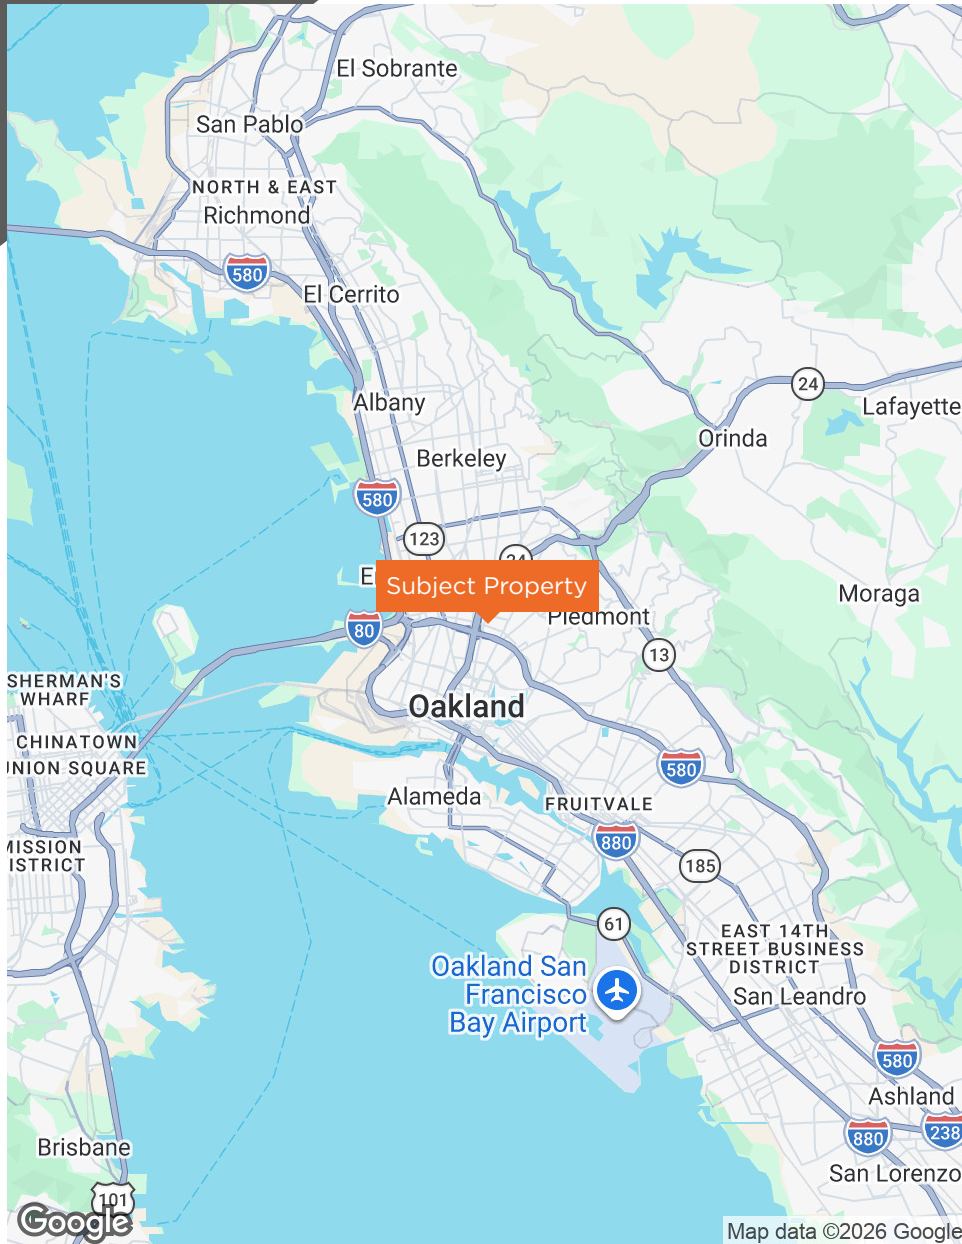 El Sobrante
San Pablo
NORTH & EAST
Richmond
580
El Cerrito
24
Albany
Lafayette
Orinda
Berkeley
580
123
24
E
Subject Property
Moraga
Piedmont
80
13
SHERMAN'S
WHARF
Oakland
CHINATOWN
UNION SQUARE
580
Alameda
FRUITVALE
880
MISSION
ISTRICT
185
61
EAST 14TH
STREET BUSINESS
DISTRICT
Oakland San
Francisco
Bay Airport
San Leandro
580
Ashland
880
238
Brisbane
San Lorenzo
101
Google
Map data ©2026 Google